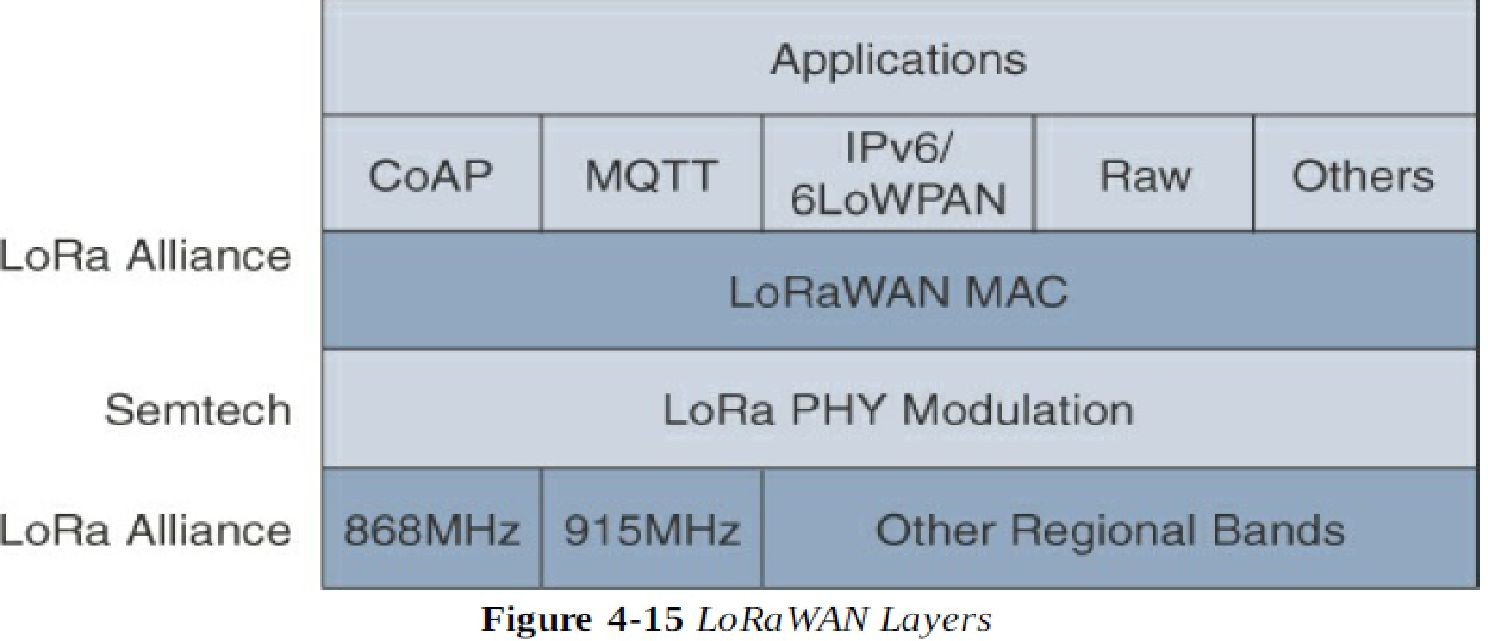 Applications
CoAP
MQTT
IPv6/
6LoWPAN
Raw
Others
LoRa Alliance
LoRaWAN MAC
Semtech
LoRa PHY Modulation
LoRa Alliance
868MHz
915MHz
Other Regional Bands
Figure 4-15 LoRaWAN Layers